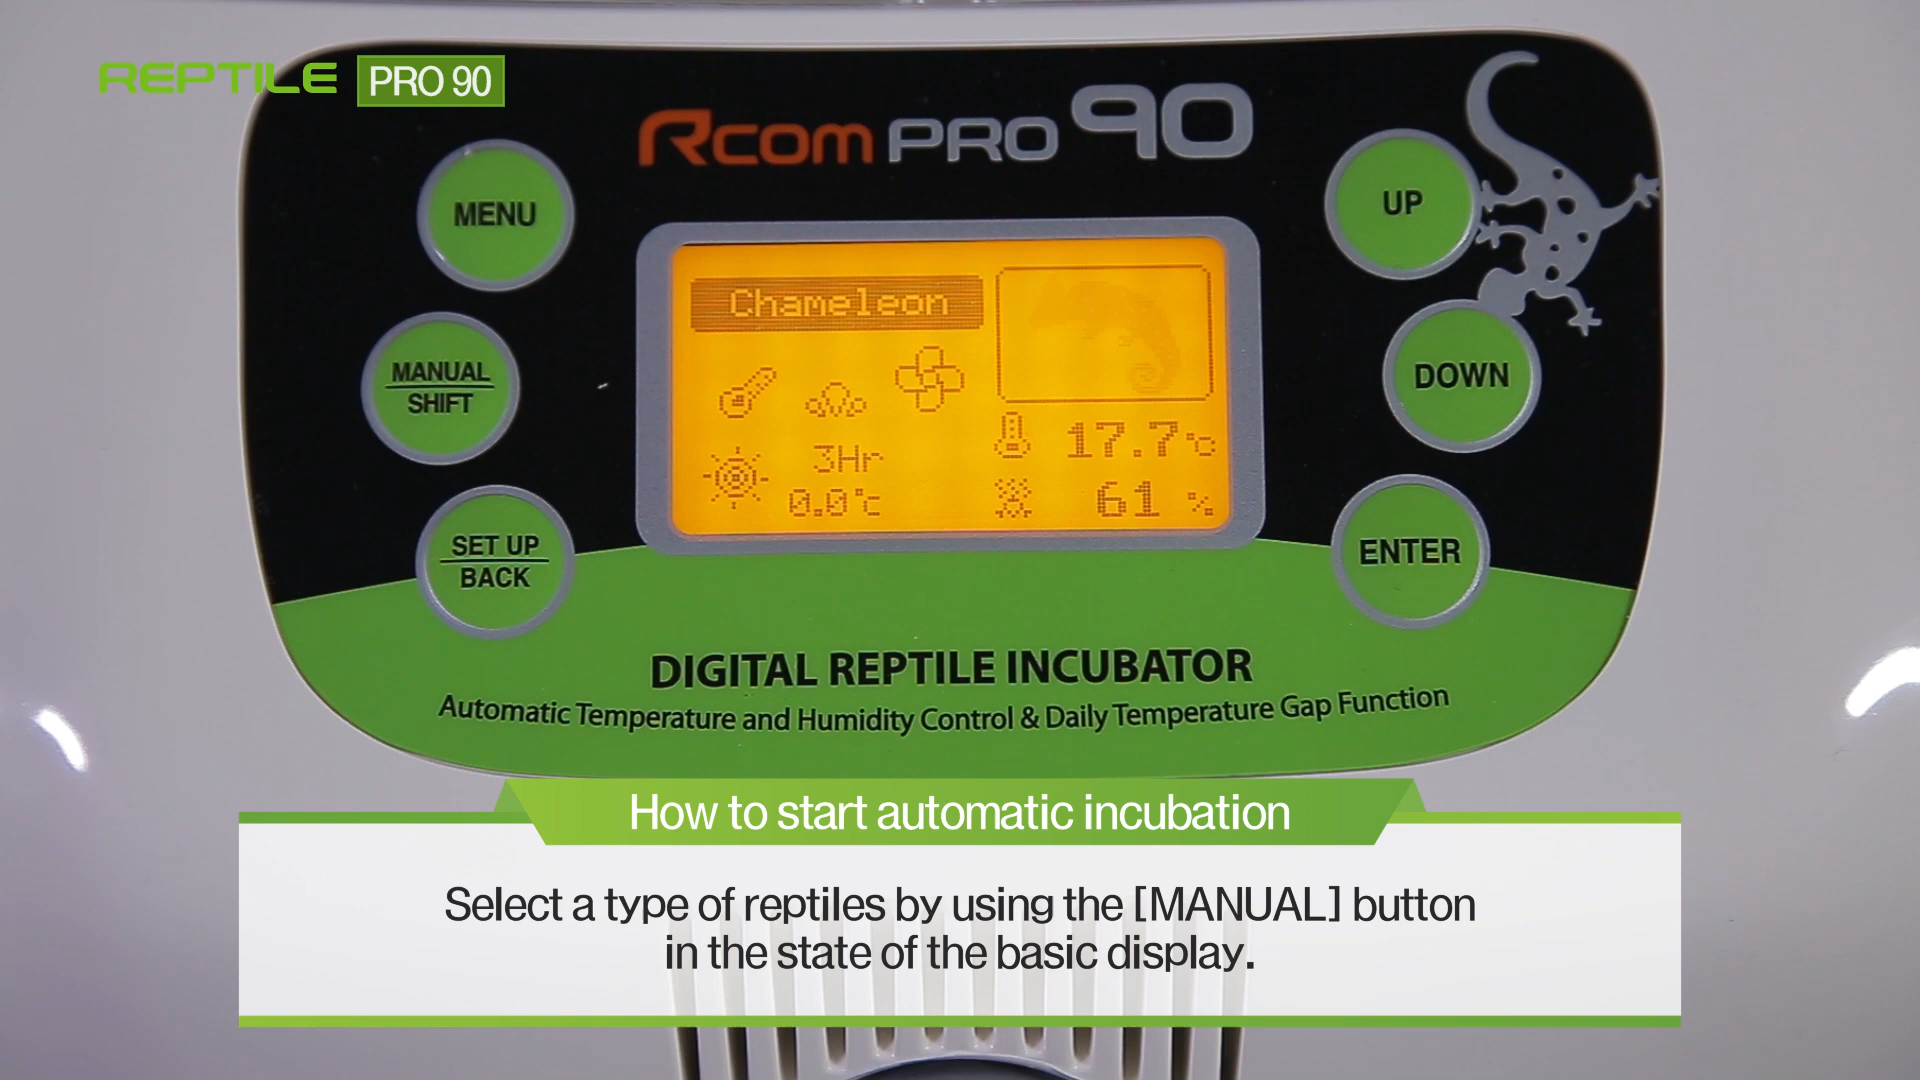 REPTILE PRO 90
Rcom PRO 90
MENU
UP
Chameleon
MANUAL
SHIFT
DOWN
17.7°c
3Hr
0.0°c
61 %
SET UP
BACK
ENTER
DIGITAL REPTILE INCUBATOR
Automatic Temperature and Humidity Control & Daily Temperature Gap Function
How to start automatic incubation
Select a type of reptiles by using the [MANUAL] button
in the state of the basic display.